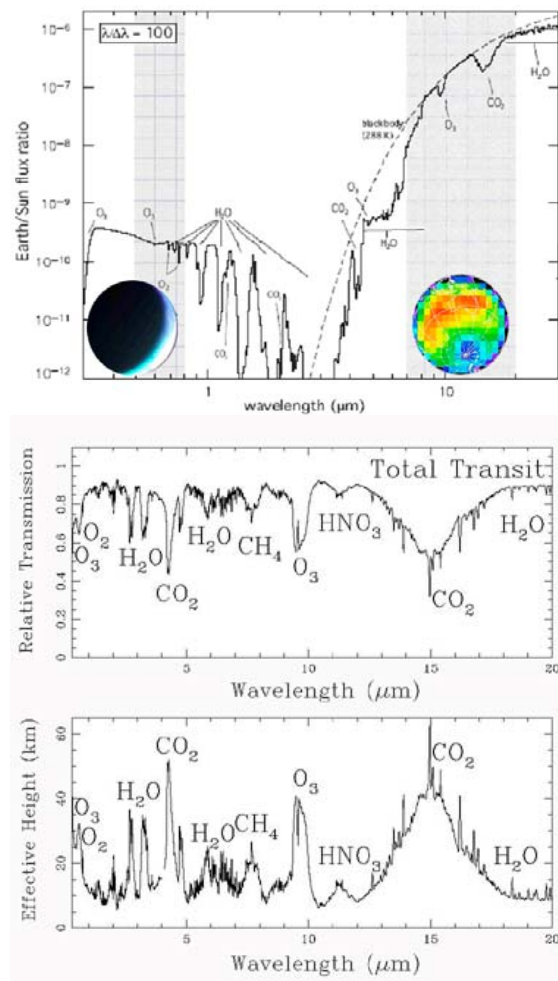 λ/Δλ = 100
10⁻⁶
10⁻⁷
10⁻⁸
10⁻⁹
10⁻¹⁰
10⁻¹¹
10⁻¹²
Earth/Sun flux ratio
blackbody
(288 K)
H₂O
CO₂
O₃
O₃
CO₂
H₂O
O₃
O₃
H₂O
O₂
CO₂
CO₂
1
10
wavelength (μm)
Total Transit
Relative Transmission
1
0.8
0.6
0.4
0.2
0
O₂
O₃
H₂O
CO₂
H₂O
CH₄
O₃
HNO₃
CO₂
H₂O
5
10
15
20
Wavelength (μm)
Effective Height (km)
60
40
20
0
O₃
O₂
H₂O
CO₂
H₂O
CH₄
O₃
HNO₃
CO₂
H₂O
5
10
15
20
Wavelength (μm)